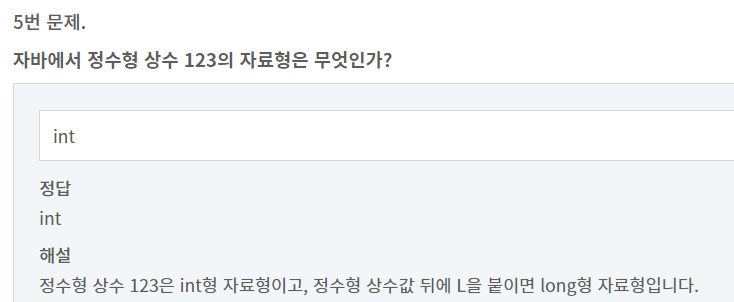 5번 문제.
자바에서 정수형 상수 123의 자료형은 무엇인가?
int
정답
int
해설
정수형 상수 123은 int형 자료형이고, 정수형 상수값 뒤에 L을 붙이면 long형 자료형입니다.